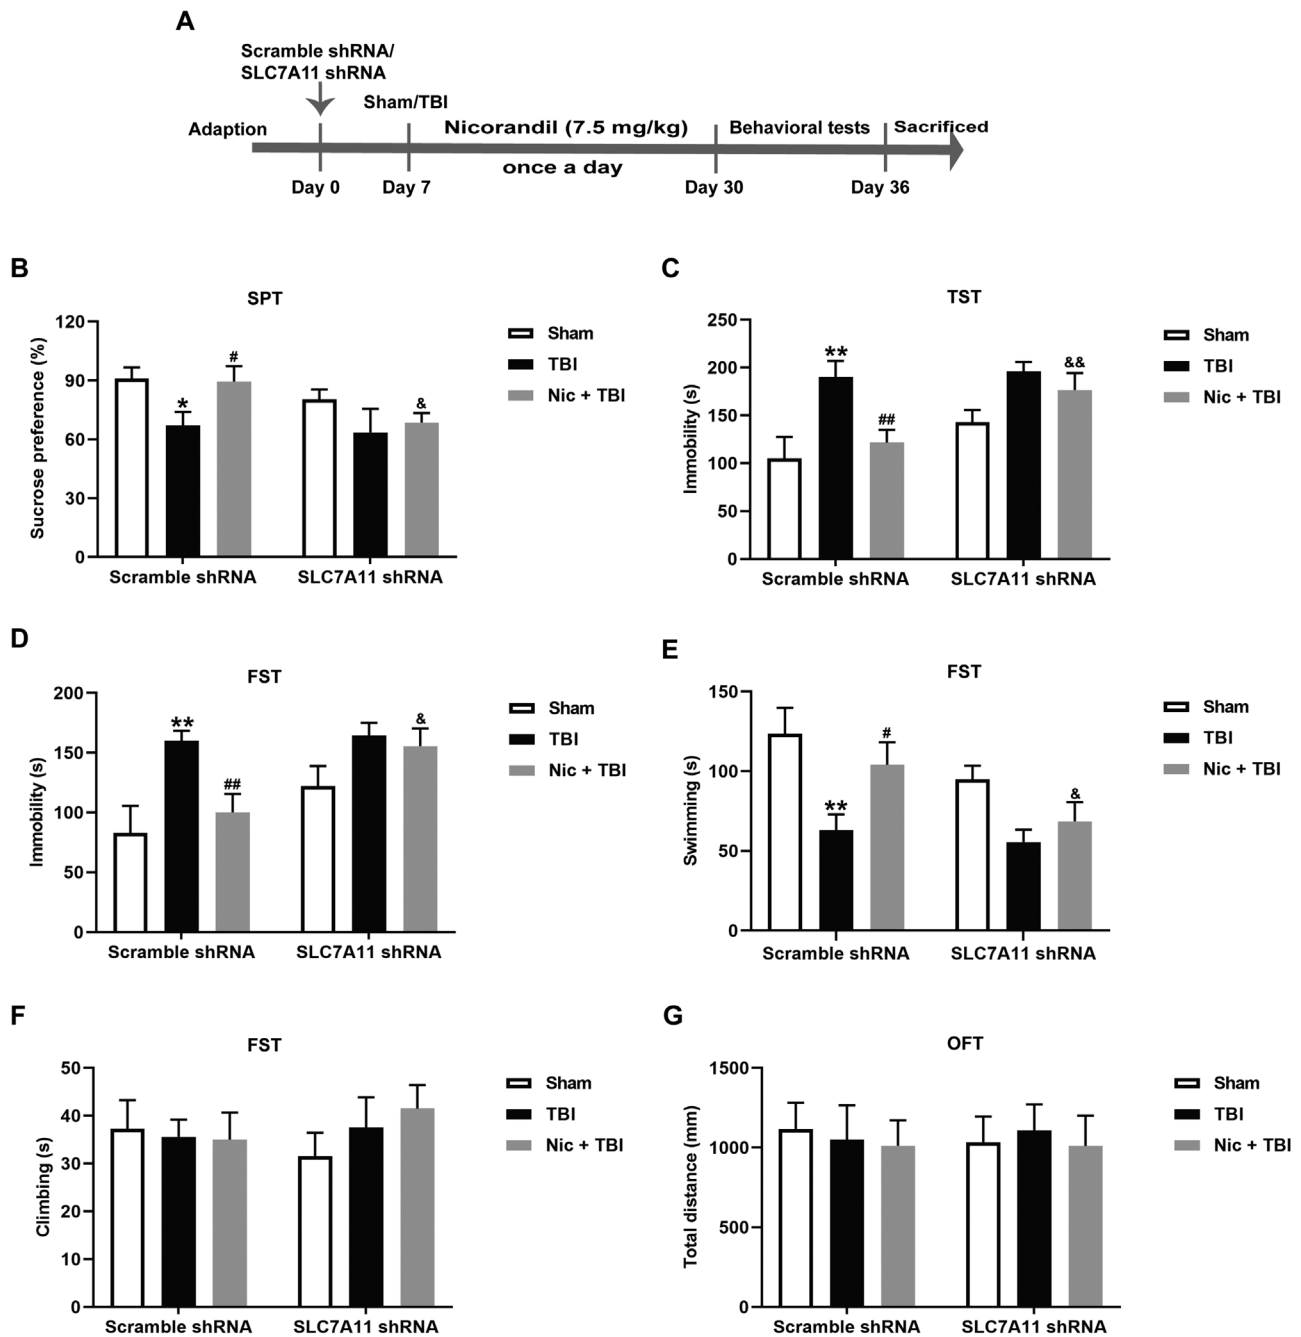 A
Scramble shRNA/
SLC7A11 shRNA
Sham/TBI
Adaption
Nicorandil (7.5 mg/kg)
Behavioral tests
Sacrificed
once a day
Day 0
Day 7
Day 30
Day 36
B
SPT
Sucrose preference (%)
120
90
60
30
0
*
#
&
Scramble shRNA
SLC7A11 shRNA
Sham
TBI
Nic + TBI
C
TST
Immobility (s)
250
200
150
100
50
0
**
##
&&
Scramble shRNA
SLC7A11 shRNA
Sham
TBI
Nic + TBI
D
FST
Immobility (s)
200
150
100
50
0
**
##
&
Scramble shRNA
SLC7A11 shRNA
Sham
TBI
Nic + TBI
E
FST
Swimming (s)
150
100
50
0
**
#
&
Scramble shRNA
SLC7A11 shRNA
Sham
TBI
Nic + TBI
F
FST
Climbing (s)
50
40
30
20
10
0
Scramble shRNA
SLC7A11 shRNA
Sham
TBI
Nic + TBI
G
OFT
Total distance (mm)
1500
1000
500
0
Scramble shRNA
SLC7A11 shRNA
Sham
TBI
Nic + TBI